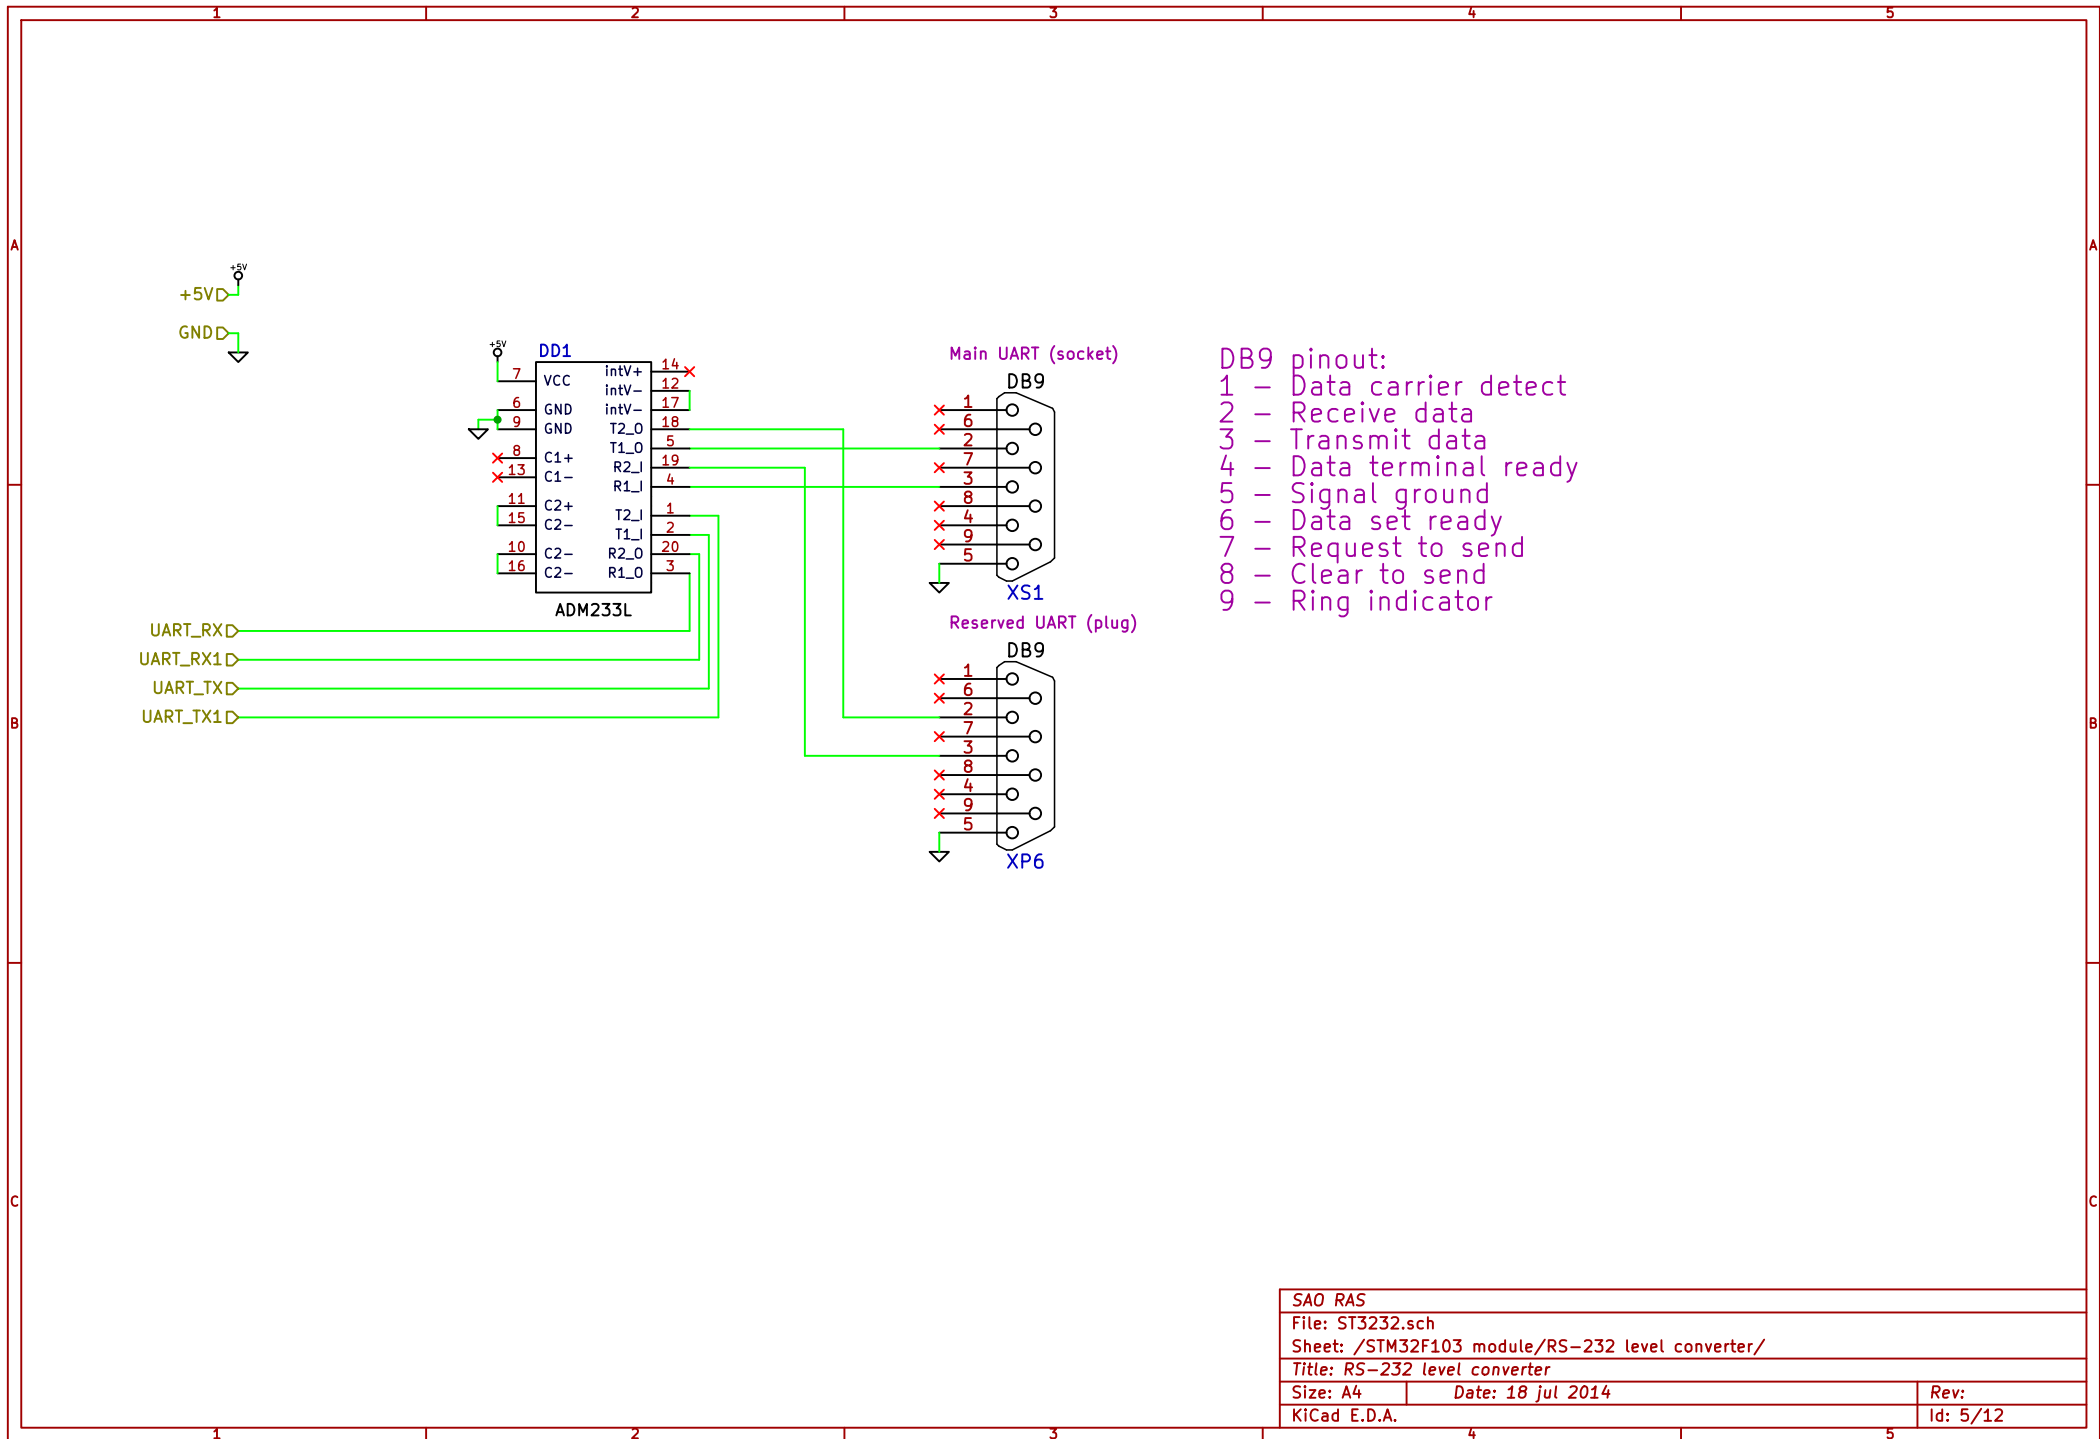 1 2 3 4 5
A A
+5V
+5V
GND
+5V
DD1
7 VCC
6 GND
9 GND
8 C1+
13 C1-
11 C2+
15 C2-
10 C2-
16 C2-
intV+ 14
intV- 12
intV- 17
T2_O 18
T1_O 5
R2_I 19
R1_I 4
T2_I 1
T1_I 2
R2_O 20
R1_O 3
ADM233L
UART_RX
UART_RX1
UART_TX
UART_TX1
Main UART (socket)
DB9
1
6
2
7
3
8
4
9
5
XS1
Reserved UART (plug)
DB9
1
6
2
7
3
8
4
9
5
XP6
DB9 pinout:
1 - Data carrier detect
2 - Receive data
3 - Transmit data
4 - Data terminal ready
5 - Signal ground
6 - Data set ready
7 - Request to send
8 - Clear to send
9 - Ring indicator
B B
C C
SAO RAS
File: ST3232.sch
Sheet: /STM32F103 module/RS-232 level converter/
Title: RS-232 level converter
Size: A4 Date: 18 jul 2014 Rev:
KiCad E.D.A. Id: 5/12
1 2 3 4 5